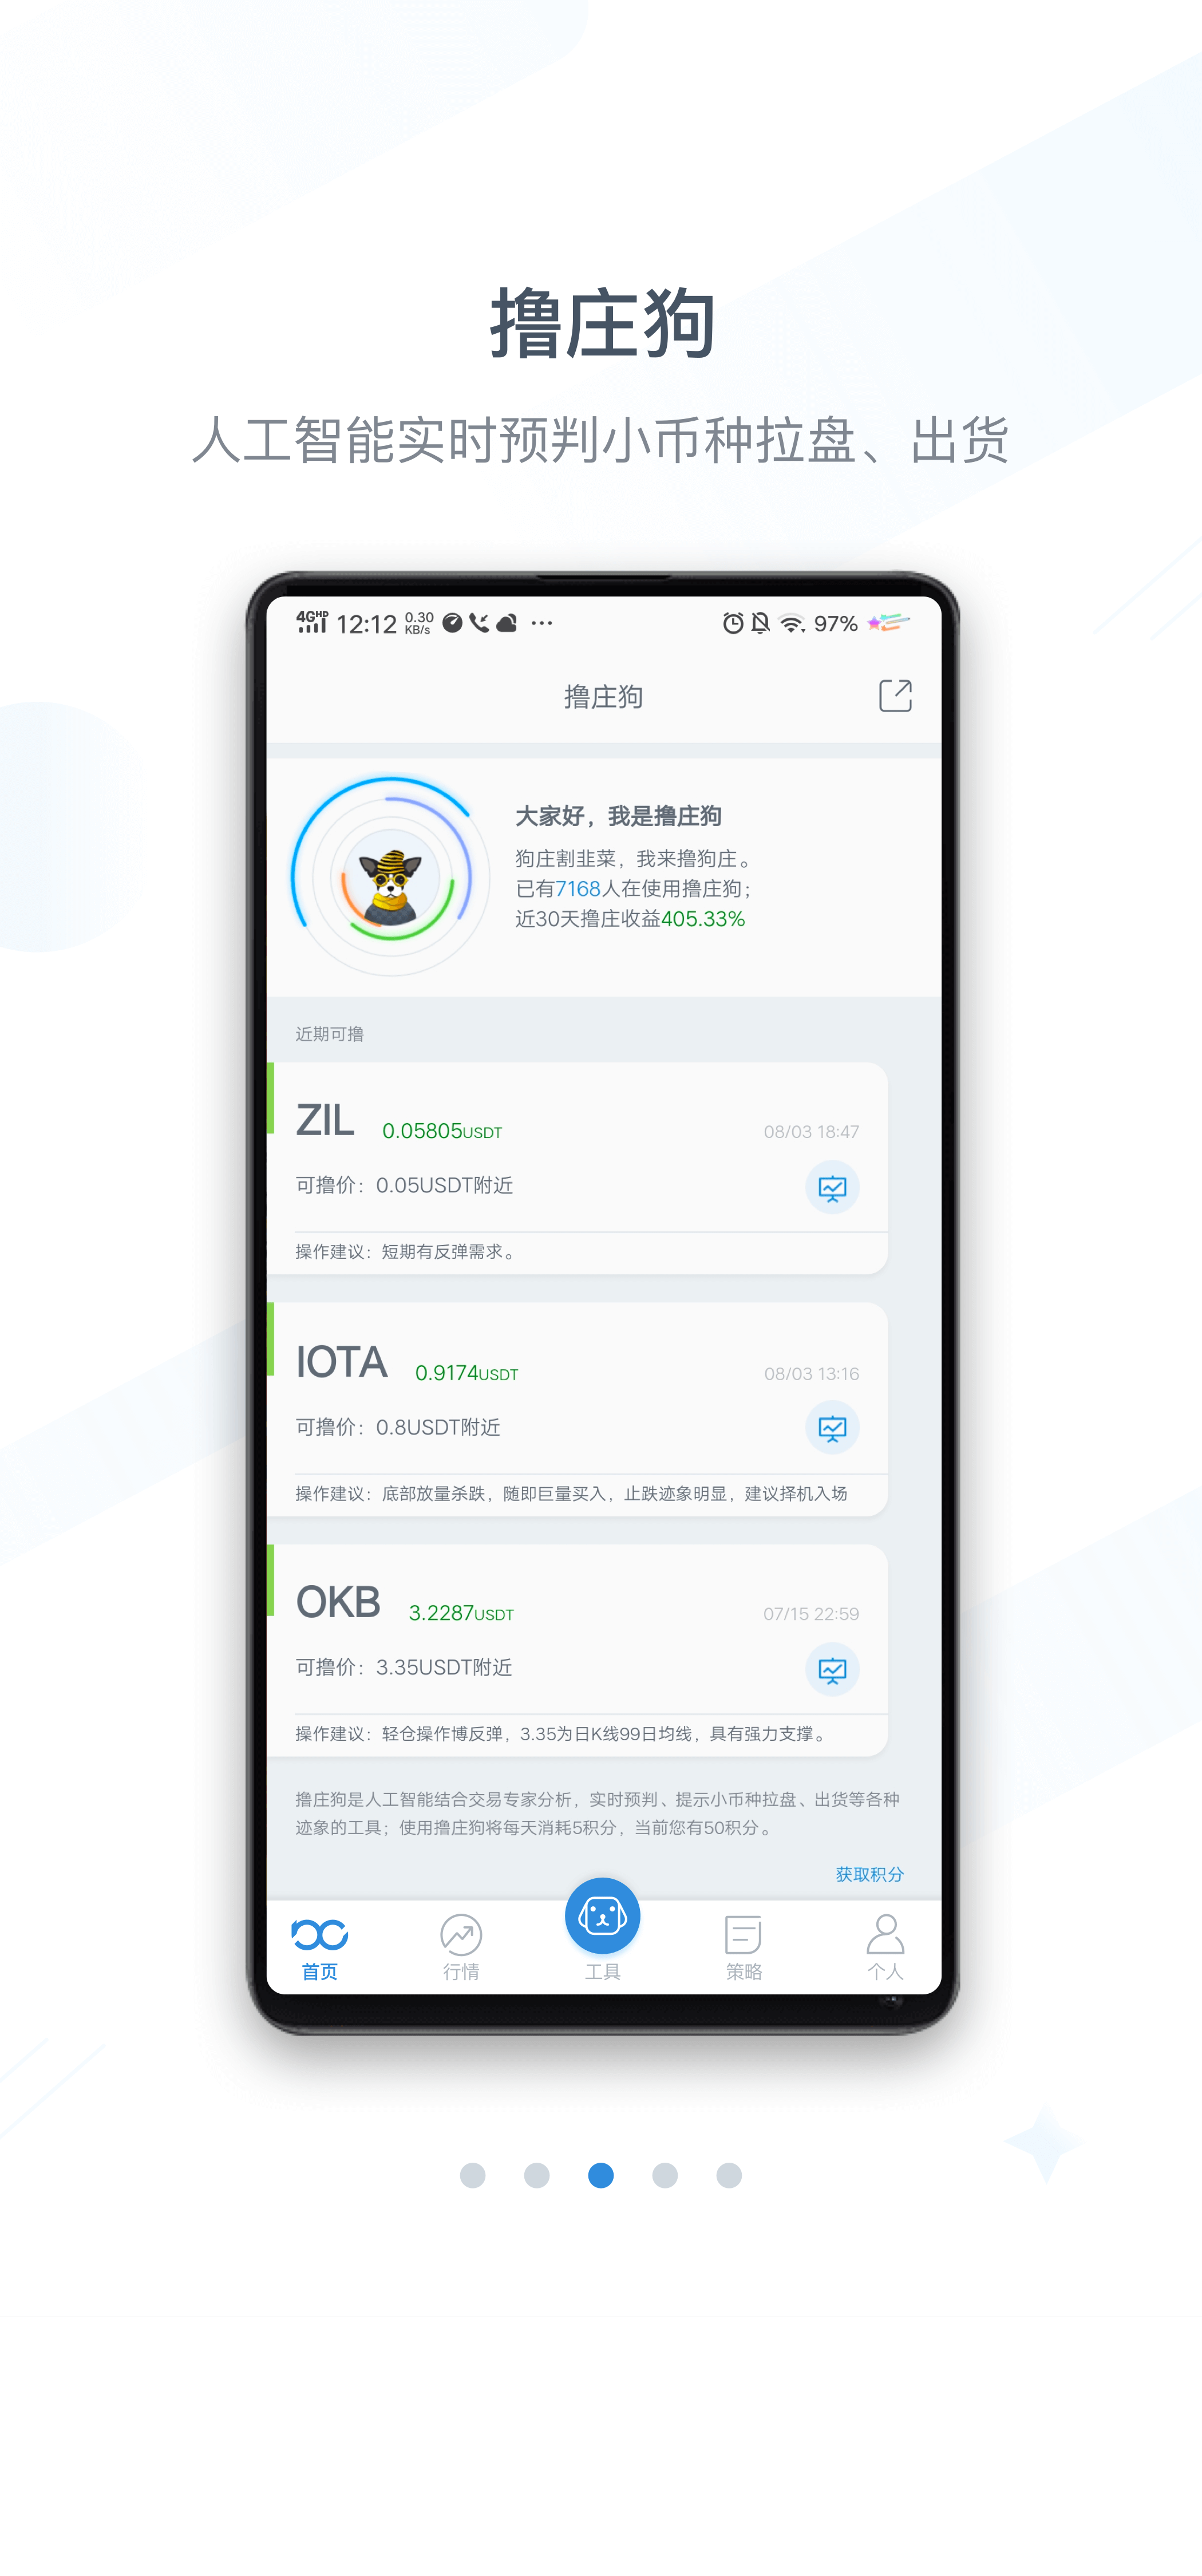 撸庄狗
人工智能实时预判小币种拉盘、出货
4GHP 12:12 0.30 KB/s ··· 97%
撸庄狗
大家好，我是撸庄狗
狗庄割韭菜，我来撸狗庄。
已有7168人在使用撸庄狗；
近30天撸庄收益405.33%
近期可撸
ZIL 0.05805USDT 08/03 18:47
可撸价：0.05USDT附近
操作建议：短期有反弹需求。
IOTA 0.9174USDT 08/03 13:16
可撸价：0.8USDT附近
操作建议：底部放量杀跌，随即巨量买入，止跌迹象明显，建议择机入场
OKB 3.2287USDT 07/15 22:59
可撸价：3.35USDT附近
操作建议：轻仓操作博反弹，3.35为日K线99日均线，具有强力支撑。
撸庄狗是人工智能结合交易专家分析，实时预判、提示小币种拉盘、出货等各种
迹象的工具；使用撸庄狗将每天消耗5积分，当前您有50积分。
获取积分
首页 行情 工具 策略 个人